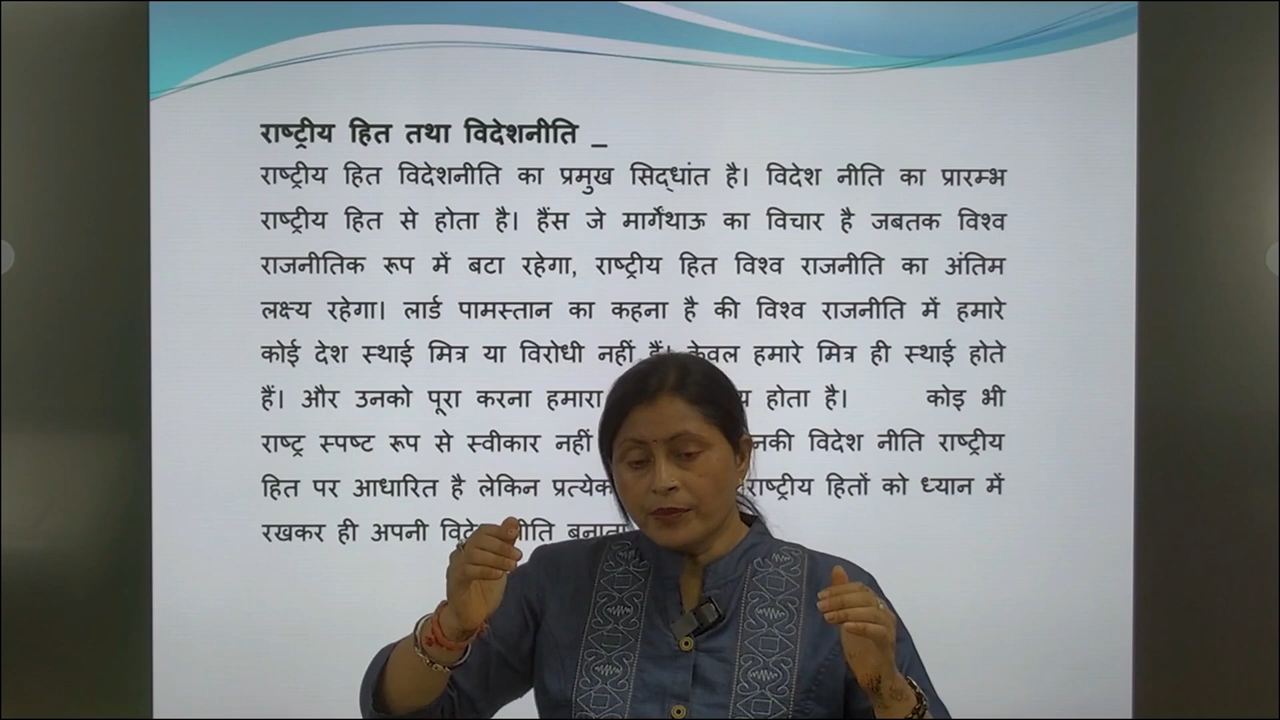 राष्ट्रीय हित तथा विदेशनीति _
राष्ट्रीय हित विदेशनीति का प्रमुख सिद्धांत है। विदेश नीति का प्रारम्भ
राष्ट्रीय हित से होता है। हैंस जे मार्गेंथाऊ का विचार है जबतक विश्व
राजनीतिक रूप में बटा रहेगा, राष्ट्रीय हित विश्व राजनीति का अंतिम
लक्ष्य रहेगा। लार्ड पामस्तान का कहना है की विश्व राजनीति में हमारे
कोई देश स्थाई मित्र या विरोधी नहीं हैं। केवल हमारे मित्र ही स्थाई होते
हैं। और उनको पूरा करना हमारा होता है। कोइ भी
राष्ट्र स्पष्ट रूप से स्वीकार नहीं विदेश नीति राष्ट्रीय
हित पर आधारित है लेकिन प्रत्येक राष्ट्रीय हितों को ध्यान में
रखकर ही अपनी